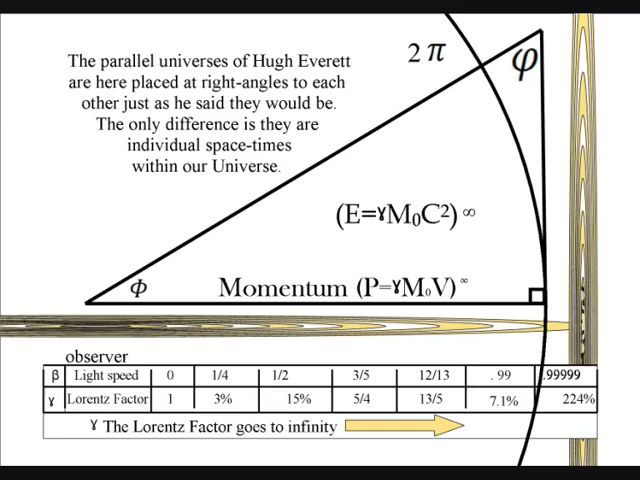 The parallel universes of Hugh Everett
are here placed at right-angles to each
other just as he said they would be.
The only difference is they are
individual space-times
within our Universe.
2 π
φ
(E=ɤM₀C²) ∞
Φ
Momentum (P=ɤM₀V) ∞
observer
β Light speed 0 1/4 1/2 3/5 12/13 . 99 .99999
ɤ Lorentz Factor 1 3% 15% 5/4 13/5 7.1% 224%
ɤ The Lorentz Factor goes to infinity